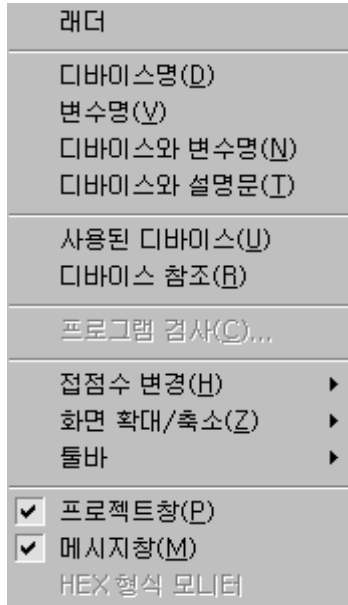 래더
디바이스명(D)
변수명(V)
디바이스와 변수명(N)
디바이스와 설명문(T)
사용된 디바이스(U)
디바이스 참조(R)
프로그램 검사(C)...
접점수 변경(H)
화면 확대/축소(Z)
툴바
프로젝트창(P)
메시지창(M)
HEX 형식 모니터